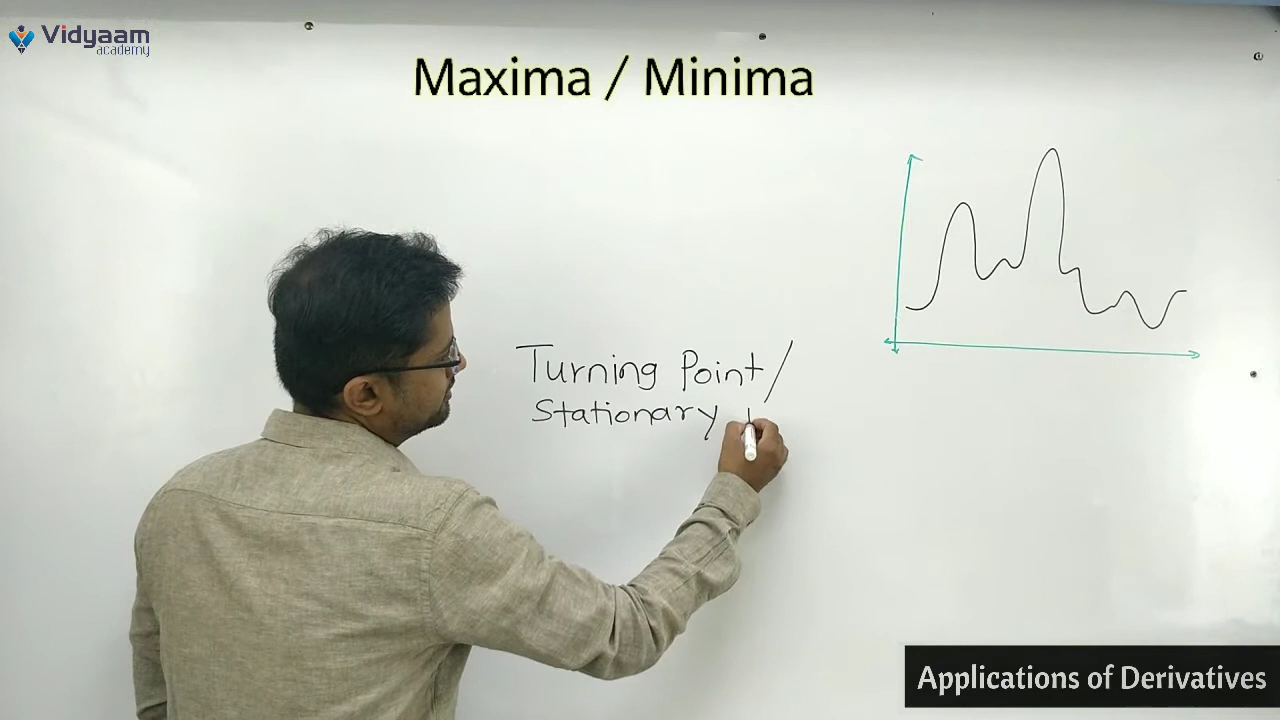 Vidyaam
academy
Maxima / Minima
Turning Point /
Stationary
Applications of Derivatives